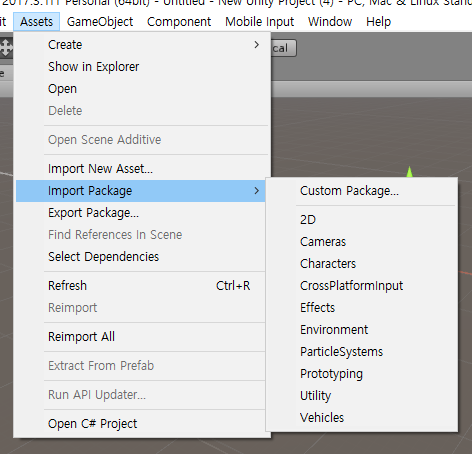 2017.3.1f1 Personal (64bit) - Untitled - New Unity Project (4) - PC, Mac & Linux Stand
it Assets GameObject Component Mobile Input Window Help
Create
Show in Explorer
Open
Delete
Open Scene Additive
Import New Asset...
Import Package
Export Package...
Find References In Scene
Select Dependencies
Refresh Ctrl+R
Reimport
Reimport All
Extract From Prefab
Run API Updater...
Open C# Project
cal
e
Custom Package...
2D
Cameras
Characters
CrossPlatformInput
Effects
Environment
ParticleSystems
Prototyping
Utility
Vehicles